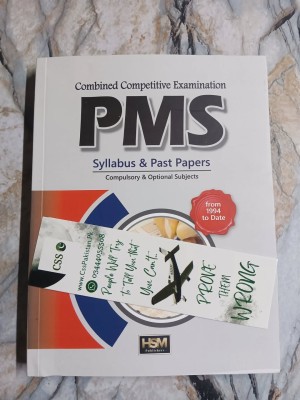 Combined Competitive Examination
PMS
Syllabus & Past Papers
Compulsory & Optional Subjects
from
1994
to Date
CSS
www.CssPakistan.Pk
People Will Try
to Tell You that
You Can't
PROVE
THEM
WRONG
HSM
Publishers